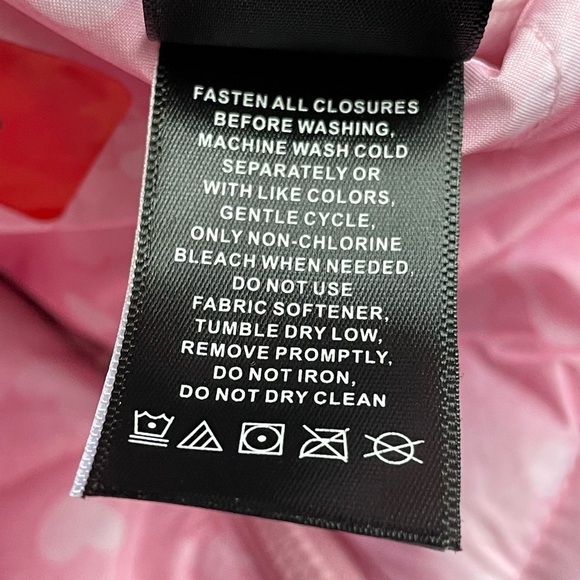 FASTEN ALL CLOSURES
BEFORE WASHING,
MACHINE WASH COLD
SEPARATELY OR
WITH LIKE COLORS,
GENTLE CYCLE,
ONLY NON-CHLORINE
BLEACH WHEN NEEDED,
DO NOT USE
FABRIC SOFTENER,
TUMBLE DRY LOW,
REMOVE PROMPTLY,
DO NOT IRON,
DO NOT DRY CLEAN